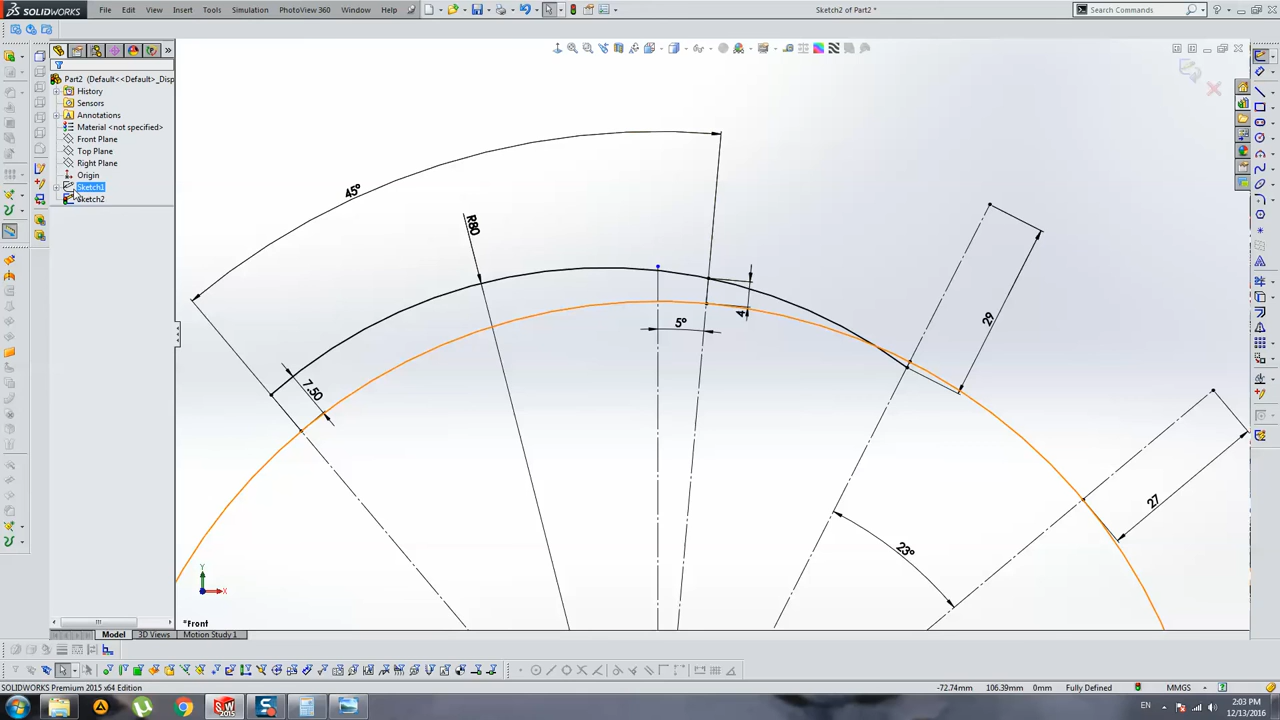 SOLIDWORKS
File
Edit
View
Insert
Tools
Simulation
PhotoView 360
Window
Help
Sketch2 of Part2 *
Search Commands
Part2 (Default<<Default>_Disp
History
Sensors
Annotations
Material <not specified>
Front Plane
Top Plane
Right Plane
Origin
Sketch1
Sketch2
45°
R80
7.50
5°
4
29
27
23°
Y
X
*Front
Model
3D Views
Motion Study 1
SOLIDWORKS Premium 2015 x64 Edition
-72.74mm
106.39mm
0mm
Fully Defined
MMGS
EN
2:03 PM
12/13/2016